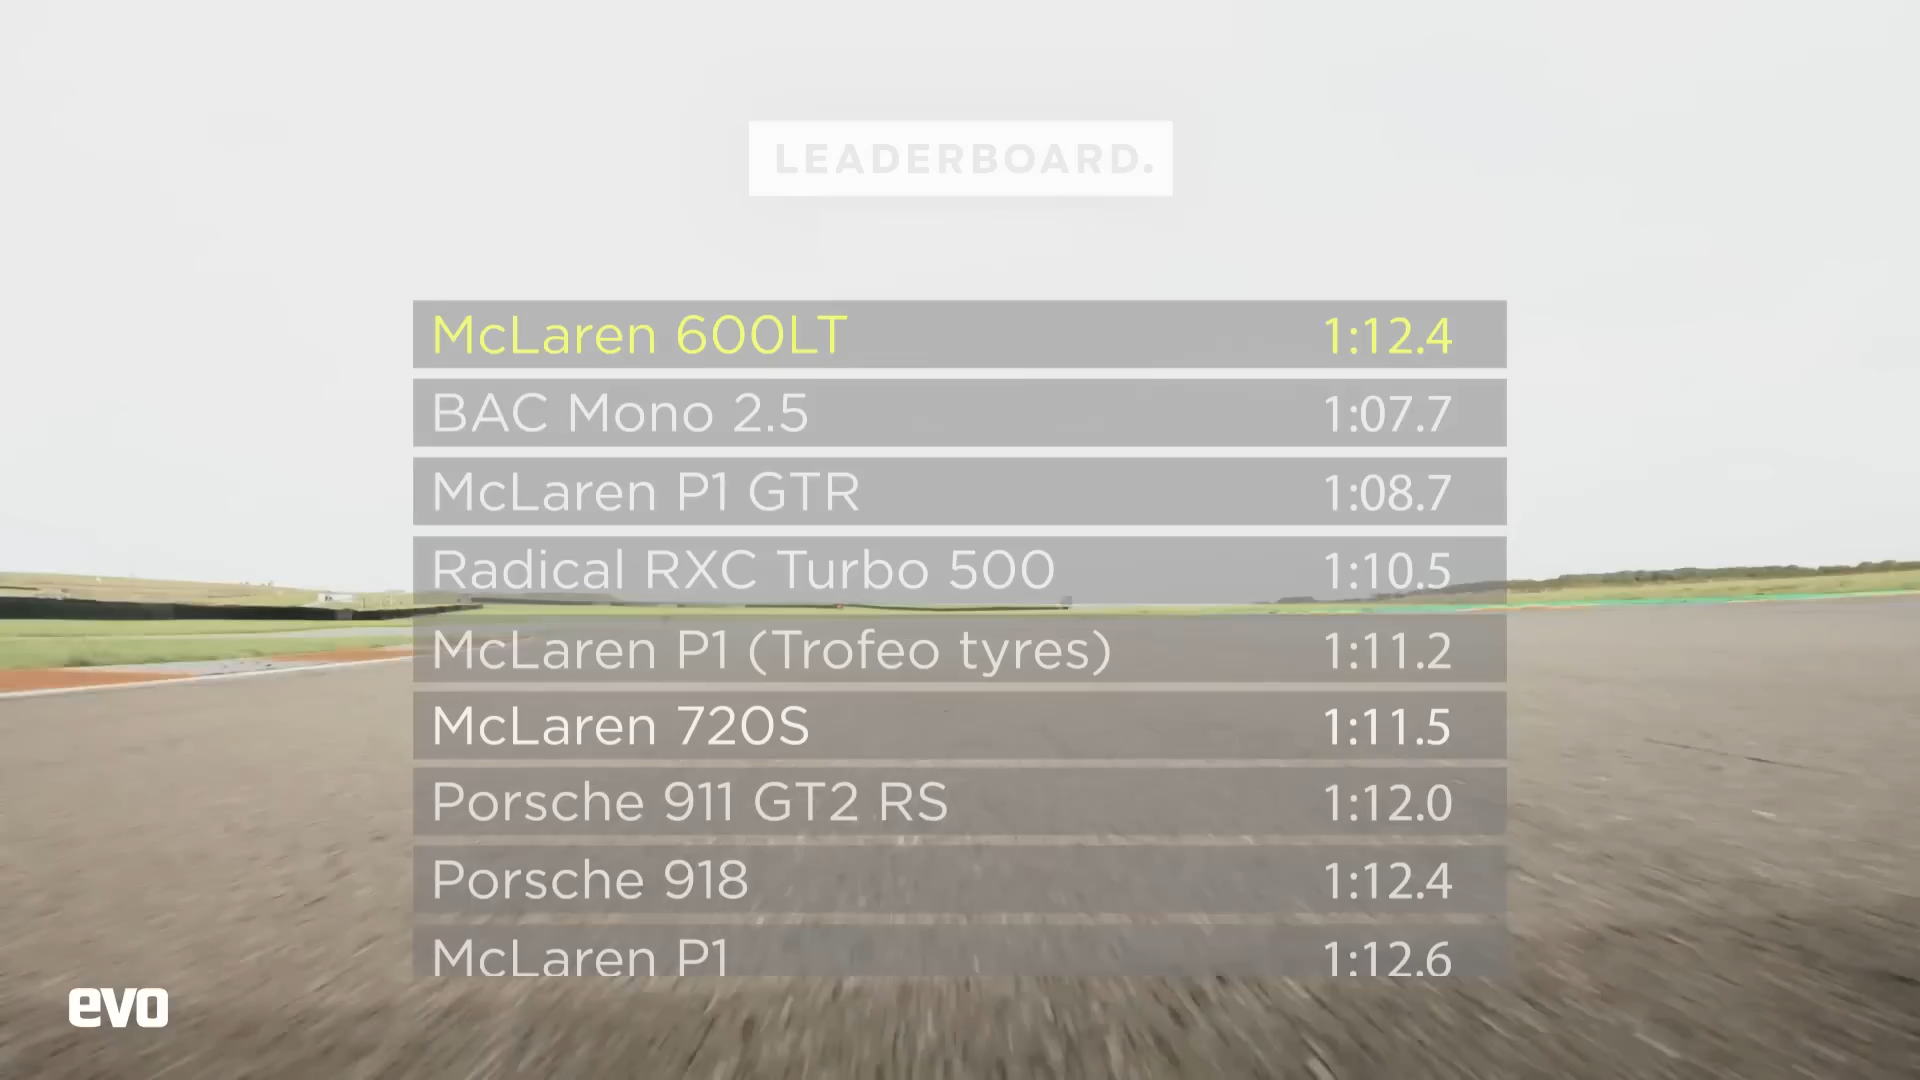 LEADERBOARD.
McLaren 600LT 1:12.4
BAC Mono 2.5 1:07.7
McLaren P1 GTR 1:08.7
Radical RXC Turbo 500 1:10.5
McLaren P1 (Trofeo tyres) 1:11.2
McLaren 720S 1:11.5
Porsche 911 GT2 RS 1:12.0
Porsche 918 1:12.4
McLaren P1 1:12.6
evo